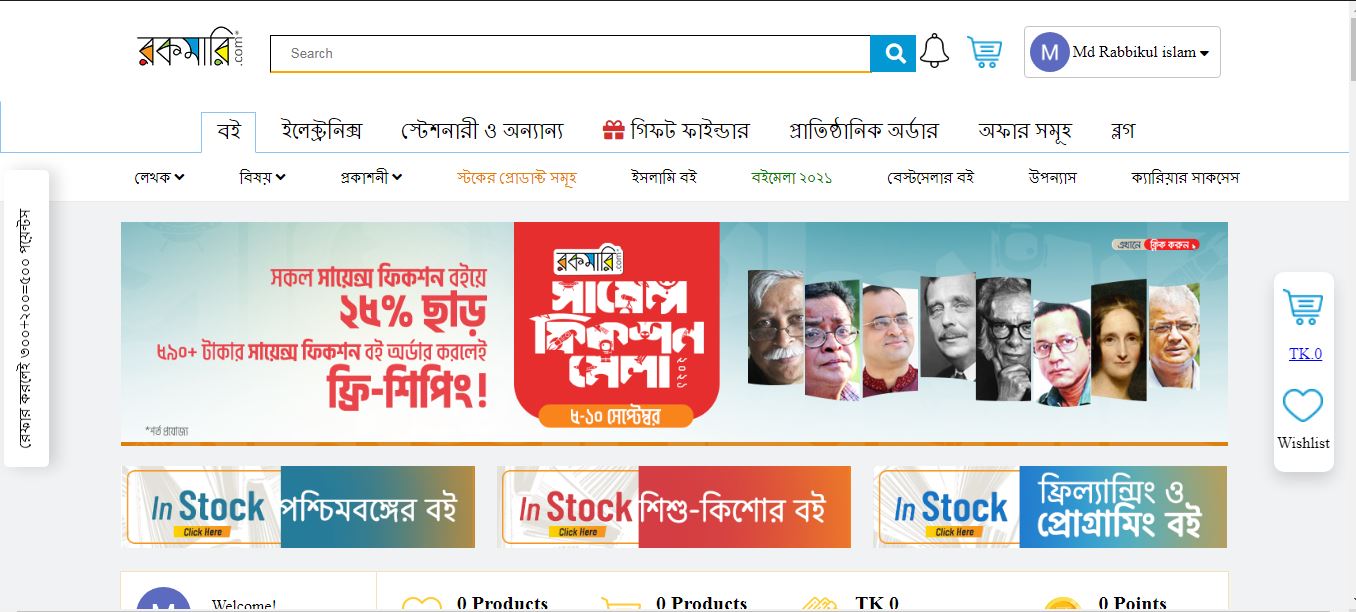 রকমারি.com
Search
M Md Rabbikul islam
বই ইলেক্ট্রনিক্স স্টেশনারী ও অন্যান্য গিফট ফাইন্ডার প্রাতিষ্ঠানিক অর্ডার অফার সমূহ ব্লগ
লেখক বিষয় প্রকাশনী স্টকের প্রোডাক্ট সমূহ ইসলামি বই বইমেলা ২০২১ বেস্টসেলার বই উপন্যাস ক্যারিয়ার সাকসেস
রেফার করলেই ৩০০+২০০=৫০০ পয়েন্টস
সকল সায়েন্স ফিকশন বইয়ে
২৫% ছাড়
৫৯০+ টাকার সায়েন্স ফিকশন বই অর্ডার করলেই
ফ্রি-শিপিং!
*শর্ত প্রযোজ্য
রকমারি.com
সায়েন্স
ফিকশন
মেলা ২০২১
৫-১০ সেপ্টেম্বর
এখানে ক্লিক করুন
TK.0
Wishlist
In Stock
Click Here
পশ্চিমবঙ্গের বই
In Stock
Click Here
শিশু-কিশোর বই
In Stock
Click Here
ফ্রিল্যান্সিং ও
প্রোগ্রামিং বই
M Welcome! 0 Products 0 Products TK 0 0 Points